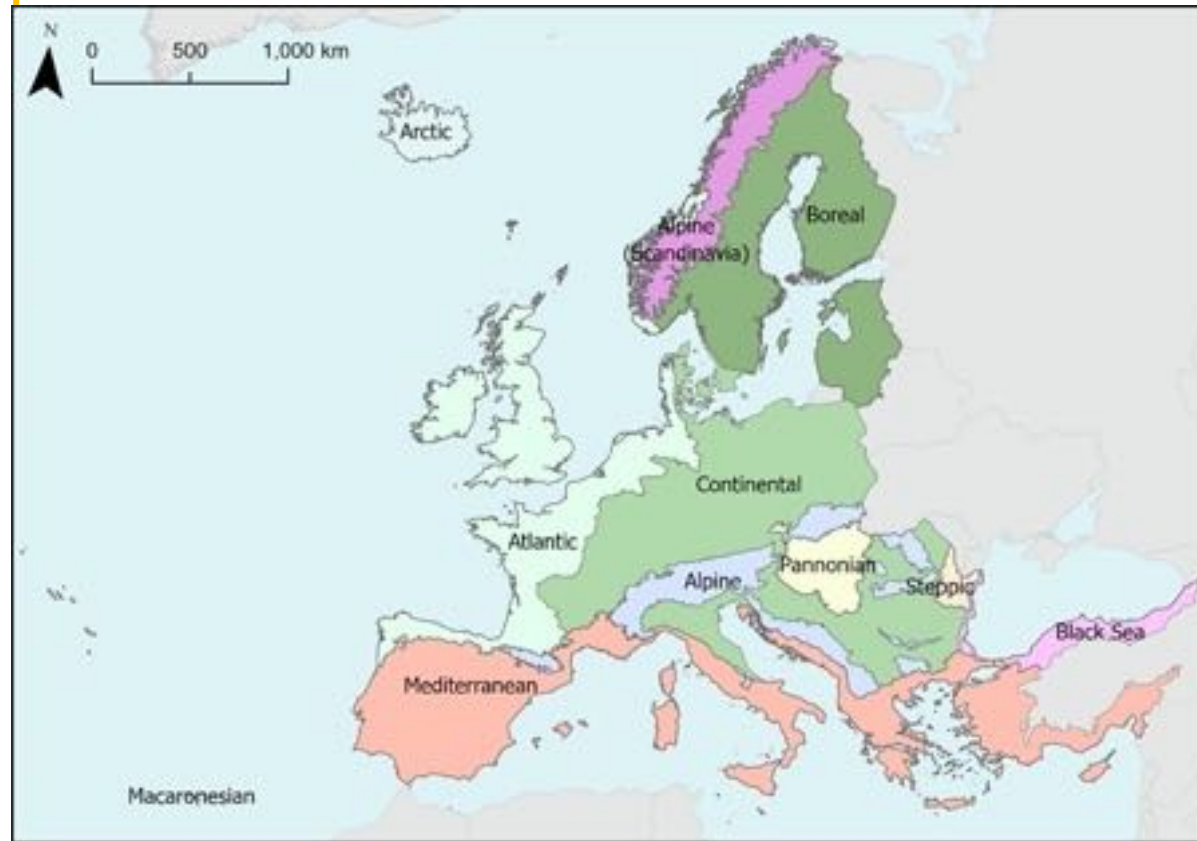 N
0 500 1,000 km
Arctic
Boreal
Alpine
(Scandinavia)
Continental
Atlantic
Pannonian
Alpine
Steppic
Black Sea
Mediterranean
Macaronesian